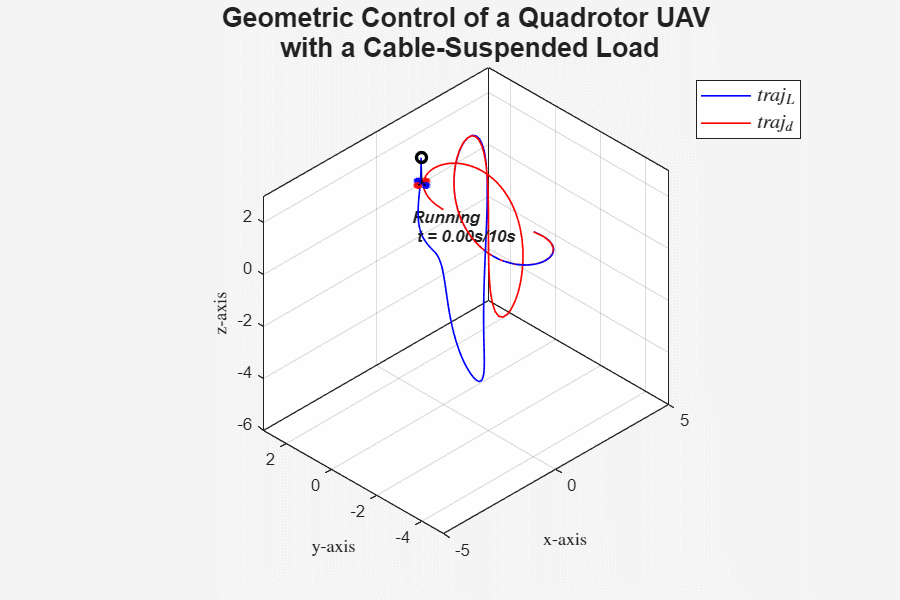 Geometric Control of a Quadrotor UAV
with a Cable-Suspended Load
traj_L
traj_d
Running
t = 0.00s/10s
2
0
-2
-4
-6
z-axis
2
0
-2
-4
y-axis
-5
0
5
x-axis